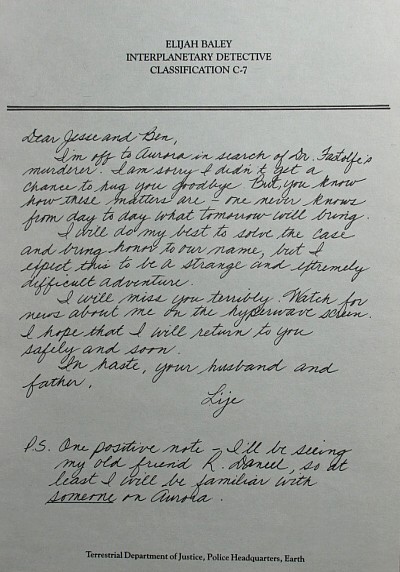 ELIJAH BALEY
INTERPLANETARY DETECTIVE
CLASSIFICATION C-7
Dear Jesse and Ben,
I'm off to Aurora in search of Dr. Fastolfe's
murderer. I am sorry I didn't get a
chance to hug you goodbye. But, you know
how these matters are - one never knows
from day to day what tomorrow will bring.
I will do my best to solve the case
and bring honor to our name, but I
expect this to be a strange and extremely
difficult adventure.
I will miss you terribly. Watch for
news about me on the hyperwave screen.
I hope that I will return to you
safely and soon.
In haste, your husband and
father,
Lije
P.S. One positive note - I'll be seeing
my old friend R. Daneel, so at
least I will be familiar with
someone on Aurora.
Terrestrial Department of Justice, Police Headquarters, Earth